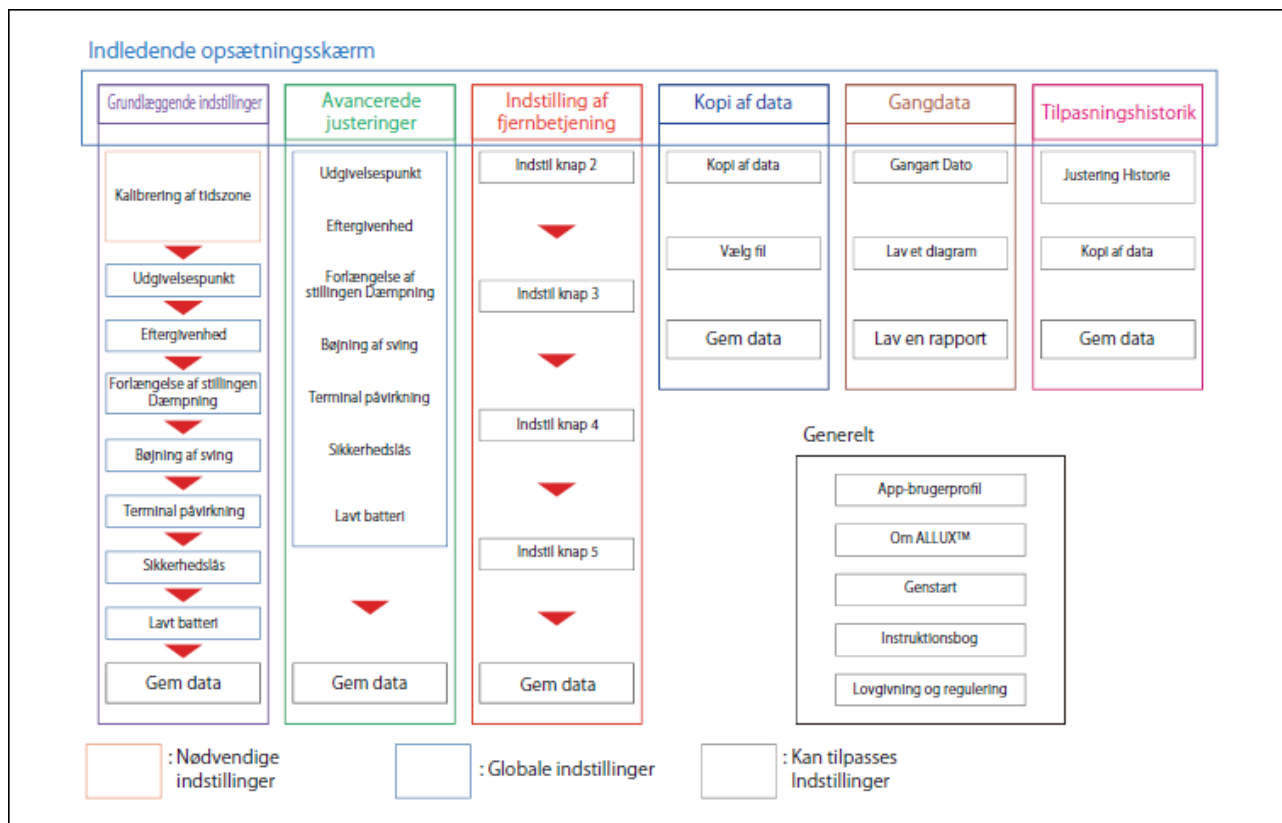 Indledende opsætningsskærm
Grundlæggende indstillinger
Kalibrering af tidszone
Udgivelsespunkt
Eftergivenhed
Forlængelse af stillingen
Dæmpning
Bøjning af sving
Terminal påvirkning
Sikkerhedslås
Lavt batteri
Gem data
Avancerede
justeringer
Udgivelsespunkt
Eftergivenhed
Forlængelse af
stillingen Dæmpning
Bøjning af sving
Terminal påvirkning
Sikkerhedslås
Lavt batteri
Gem data
Indstilling af
fjernbetjening
Indstil knap 2
Indstil knap 3
Indstil knap 4
Indstil knap 5
Gem data
Kopi af data
Kopi af data
Vælg fil
Gem data
Gangdata
Gangart Dato
Lav et diagram
Lav en rapport
Tilpasningshistorik
Justering Historie
Kopi af data
Gem data
Generelt
App-brugerprofil
Om ALLUX™
Genstart
Instruktionsbog
Lovgivning og regulering
: Nødvendige
indstillinger
: Globale indstillinger
: Kan tilpasses
Indstillinger